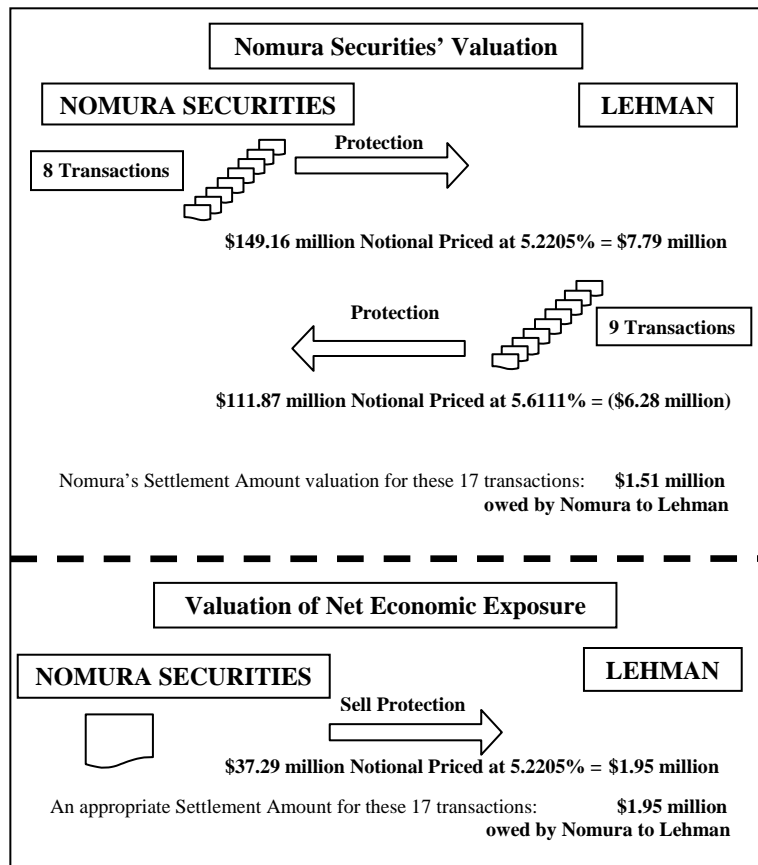 Nomura Securities’ Valuation
NOMURA SECURITIES
LEHMAN
8 Transactions
Protection
$149.16 million Notional Priced at 5.2205% = $7.79 million
Protection
9 Transactions
$111.87 million Notional Priced at 5.6111% = ($6.28 million)
Nomura’s Settlement Amount valuation for these 17 transactions: $1.51 million
owed by Nomura to Lehman
Valuation of Net Economic Exposure
NOMURA SECURITIES
LEHMAN
Sell Protection
$37.29 million Notional Priced at 5.2205% = $1.95 million
An appropriate Settlement Amount for these 17 transactions: $1.95 million
owed by Nomura to Lehman